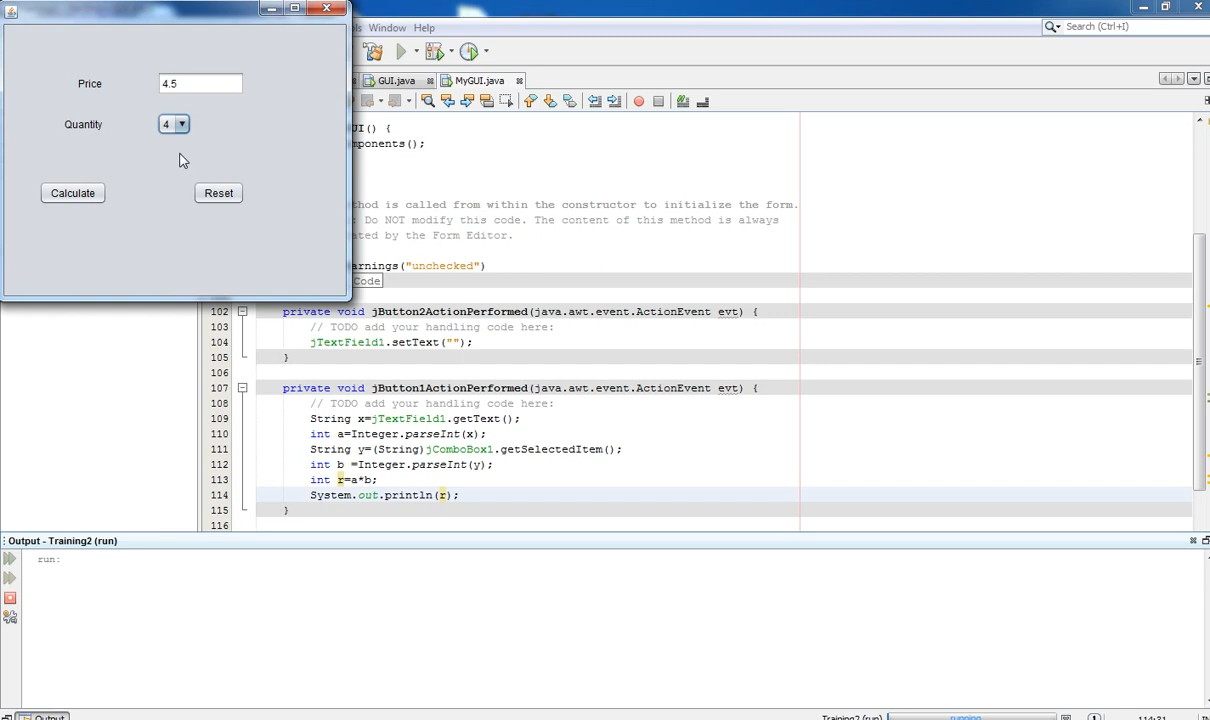 Price
4.5
Quantity
4
Calculate
Reset
Window Help
Search (Ctrl+I)
GUI.java
MyGUI.java
UI() {
mponents();
thod is called from within the constructor to initialize the form.
: Do NOT modify this code. The content of this method is always
ated by the Form Editor.
arnings("unchecked")
Code
102 private void jButton2ActionPerformed(java.awt.event.ActionEvent evt) {
103 // TODO add your handling code here:
104 jTextField1.setText("");
105 }
106
107 private void jButton1ActionPerformed(java.awt.event.ActionEvent evt) {
108 // TODO add your handling code here:
109 String x=jTextField1.getText();
110 int a=Integer.parseInt(x);
111 String y=(String)jComboBox1.getSelectedItem();
112 int b =Integer.parseInt(y);
113 int r=a*b;
114 System.out.println(r);
115 }
116
Output - Training2 (run)
run:
Output
Training2 (run)
running
1
114:31